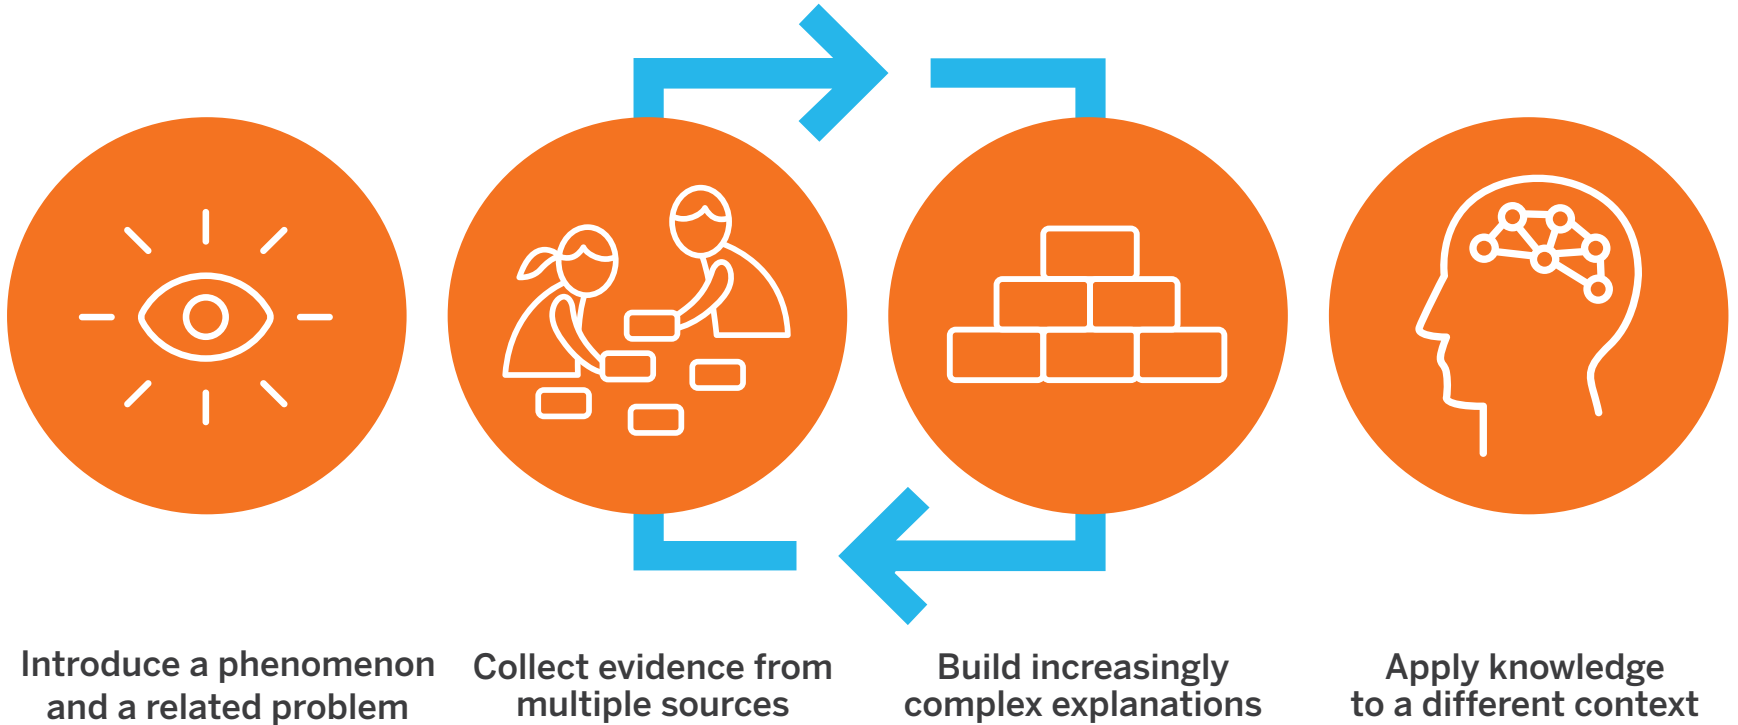 Introduce a phenomenon
and a related problem
Collect evidence from
multiple sources
Build increasingly
complex explanations
Apply knowledge
to a different context